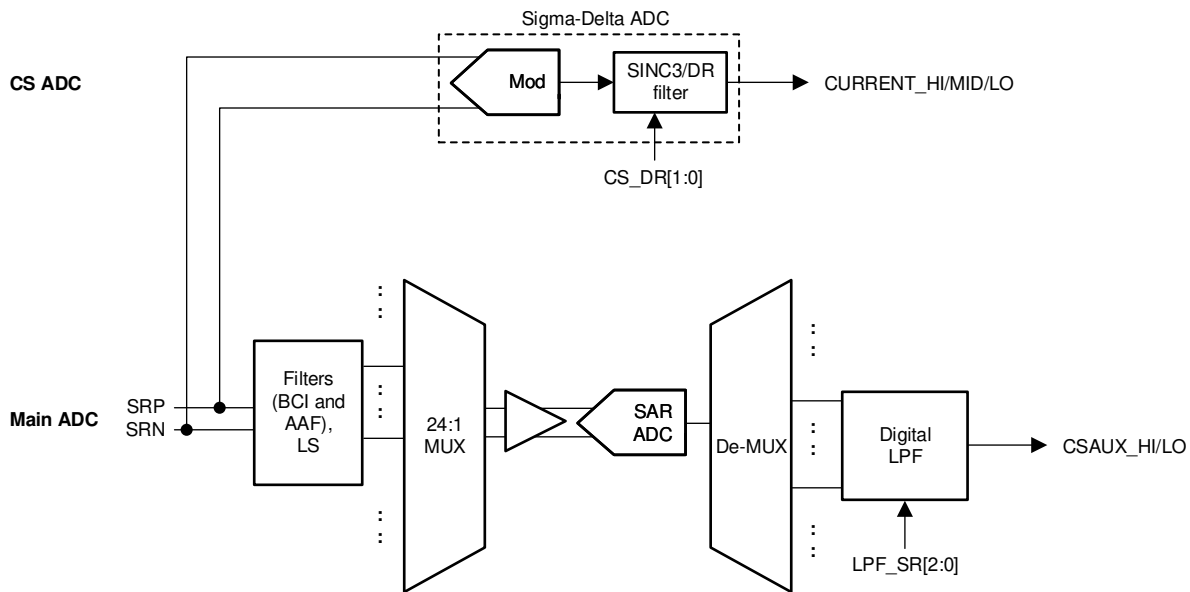 Sigma-Delta ADC
CS ADC
Mod
SINC3/DR
filter
CURRENT_HI/MID/LO
CS_DR[1:0]
Main ADC
SRP
SRN
Filters
(BCI and
AAF),
LS
24:1
MUX
SAR
ADC
De-MUX
Digital
LPF
CSAUX_HI/LO
LPF_SR[2:0]